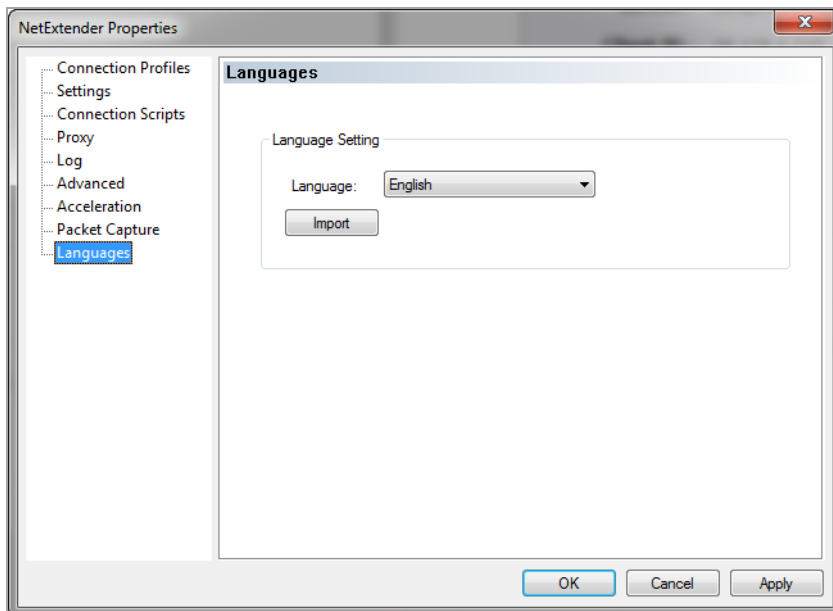 NetExtender Properties
Connection Profiles
Settings
Connection Scripts
Proxy
Log
Advanced
Acceleration
Packet Capture
Languages
Languages
Language Setting
Language: English
Import
OK Cancel Apply